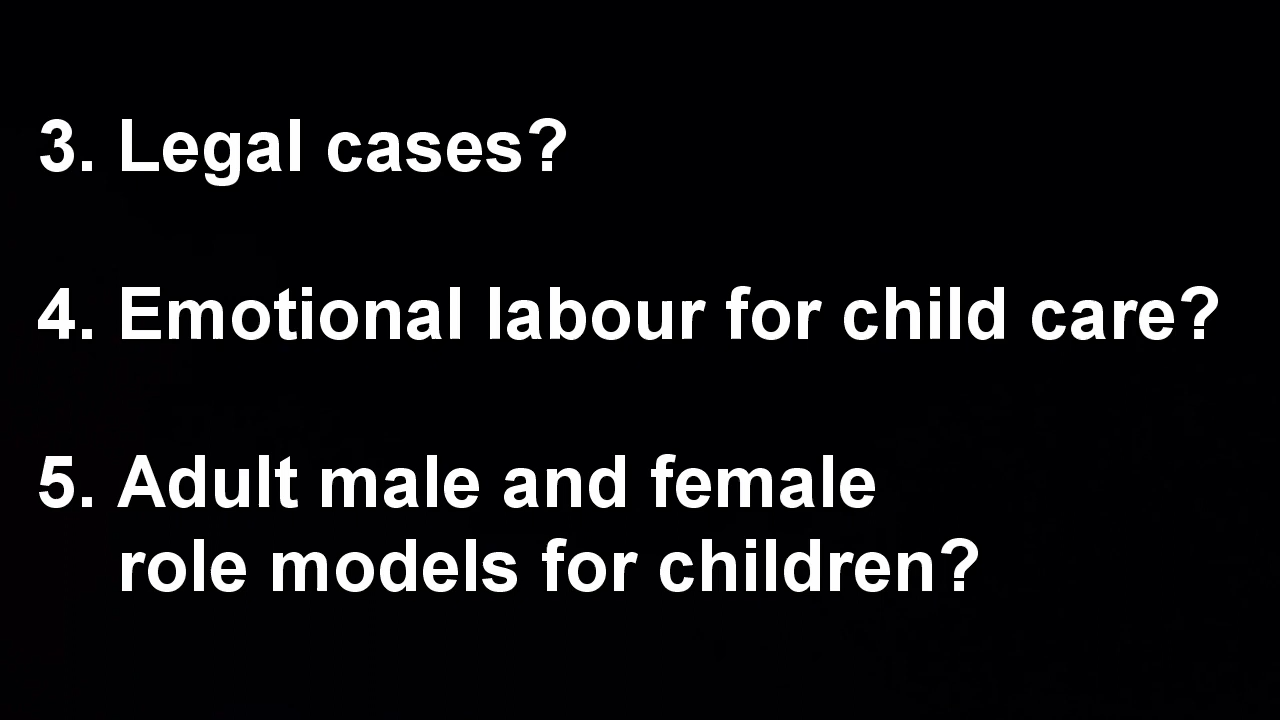 3. Legal cases?
4. Emotional labour for child care?
5. Adult male and female
role models for children?